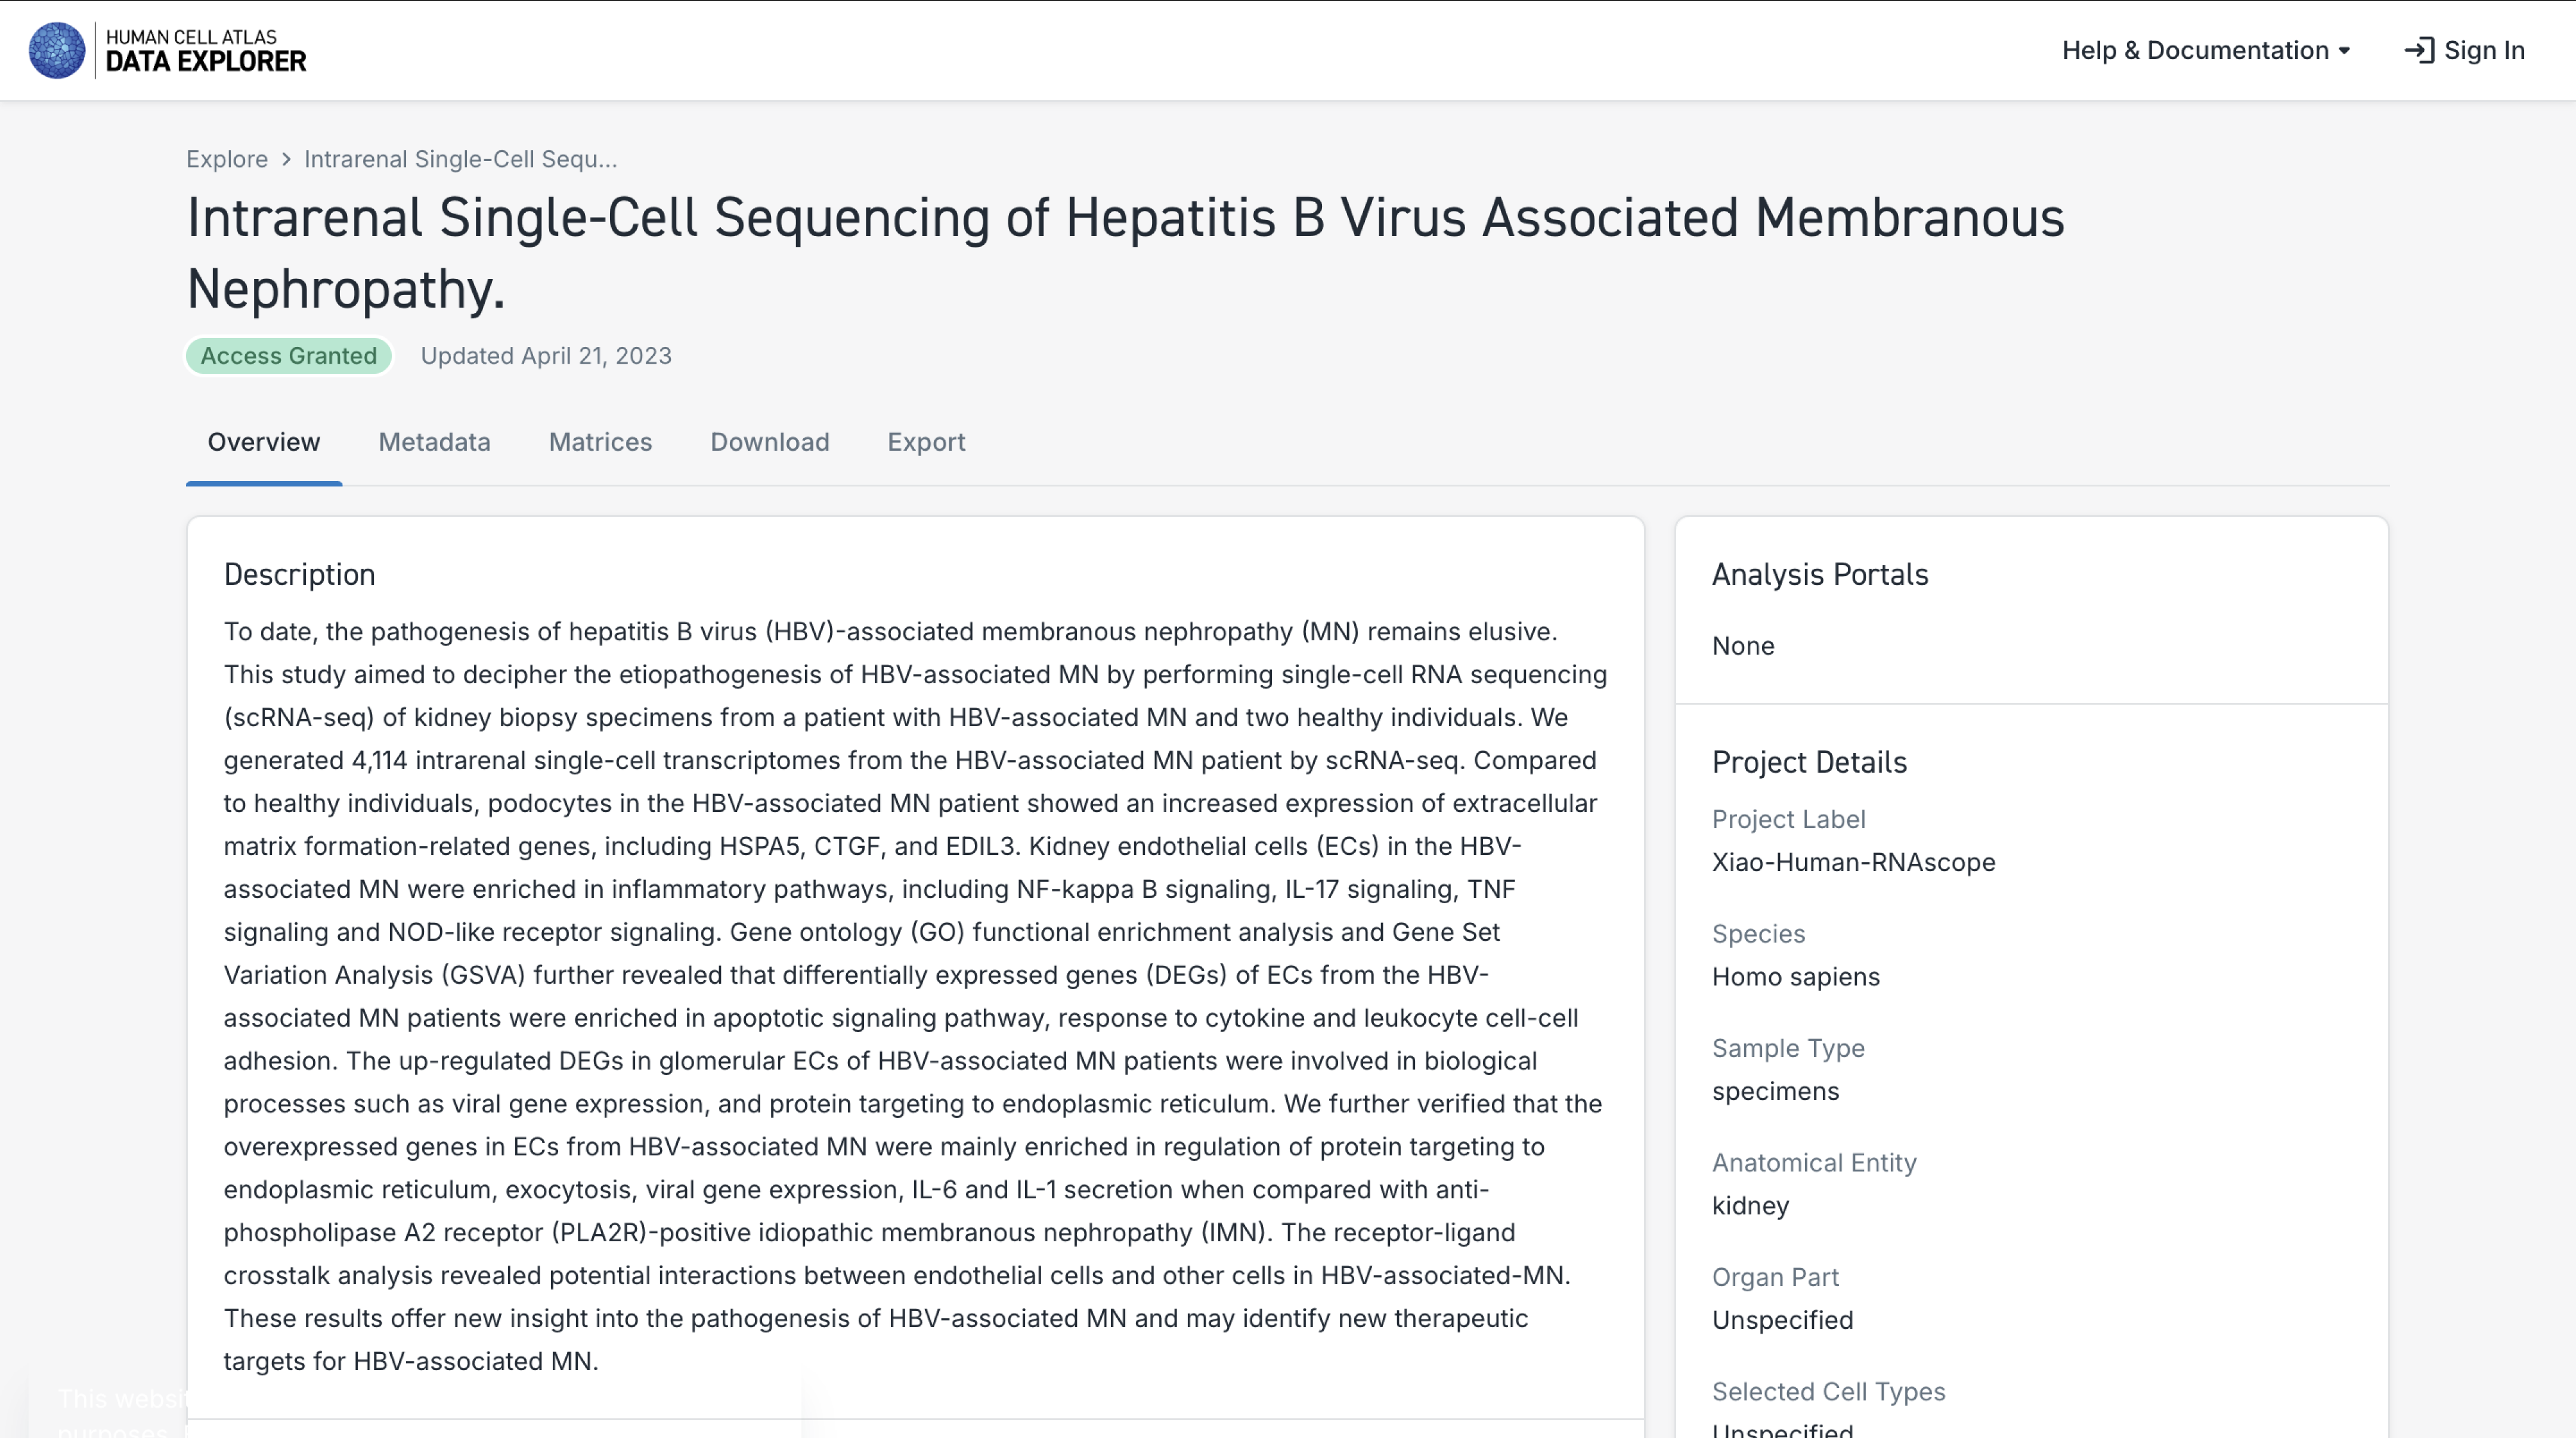 HUMAN CELL ATLAS
DATA EXPLORER
Help & Documentation
Sign In
Explore > Intrarenal Single-Cell Sequ...
Intrarenal Single-Cell Sequencing of Hepatitis B Virus Associated Membranous
Nephropathy.
Access Granted
Updated April 21, 2023
Overview
Metadata
Matrices
Download
Export
Description
To date, the pathogenesis of hepatitis B virus (HBV)-associated membranous nephropathy (MN) remains elusive.
This study aimed to decipher the etiopathogenesis of HBV-associated MN by performing single-cell RNA sequencing
(scRNA-seq) of kidney biopsy specimens from a patient with HBV-associated MN and two healthy individuals. We
generated 4,114 intrarenal single-cell transcriptomes from the HBV-associated MN patient by scRNA-seq. Compared
to healthy individuals, podocytes in the HBV-associated MN patient showed an increased expression of extracellular
matrix formation-related genes, including HSPA5, CTGF, and EDIL3. Kidney endothelial cells (ECs) in the HBV-
associated MN were enriched in inflammatory pathways, including NF-kappa B signaling, IL-17 signaling, TNF
signaling and NOD-like receptor signaling. Gene ontology (GO) functional enrichment analysis and Gene Set
Variation Analysis (GSVA) further revealed that differentially expressed genes (DEGs) of ECs from the HBV-
associated MN patients were enriched in apoptotic signaling pathway, response to cytokine and leukocyte cell-cell
adhesion. The up-regulated DEGs in glomerular ECs of HBV-associated MN patients were involved in biological
processes such as viral gene expression, and protein targeting to endoplasmic reticulum. We further verified that the
overexpressed genes in ECs from HBV-associated MN were mainly enriched in regulation of protein targeting to
endoplasmic reticulum, exocytosis, viral gene expression, IL-6 and IL-1 secretion when compared with anti-
phospholipase A2 receptor (PLA2R)-positive idiopathic membranous nephropathy (IMN). The receptor-ligand
crosstalk analysis revealed potential interactions between endothelial cells and other cells in HBV-associated-MN.
These results offer new insight into the pathogenesis of HBV-associated MN and may identify new therapeutic
targets for HBV-associated MN.
This websit
purposes
Analysis Portals
None
Project Details
Project Label
Xiao-Human-RNAscope
Species
Homo sapiens
Sample Type
specimens
Anatomical Entity
kidney
Organ Part
Unspecified
Selected Cell Types
Unspecified